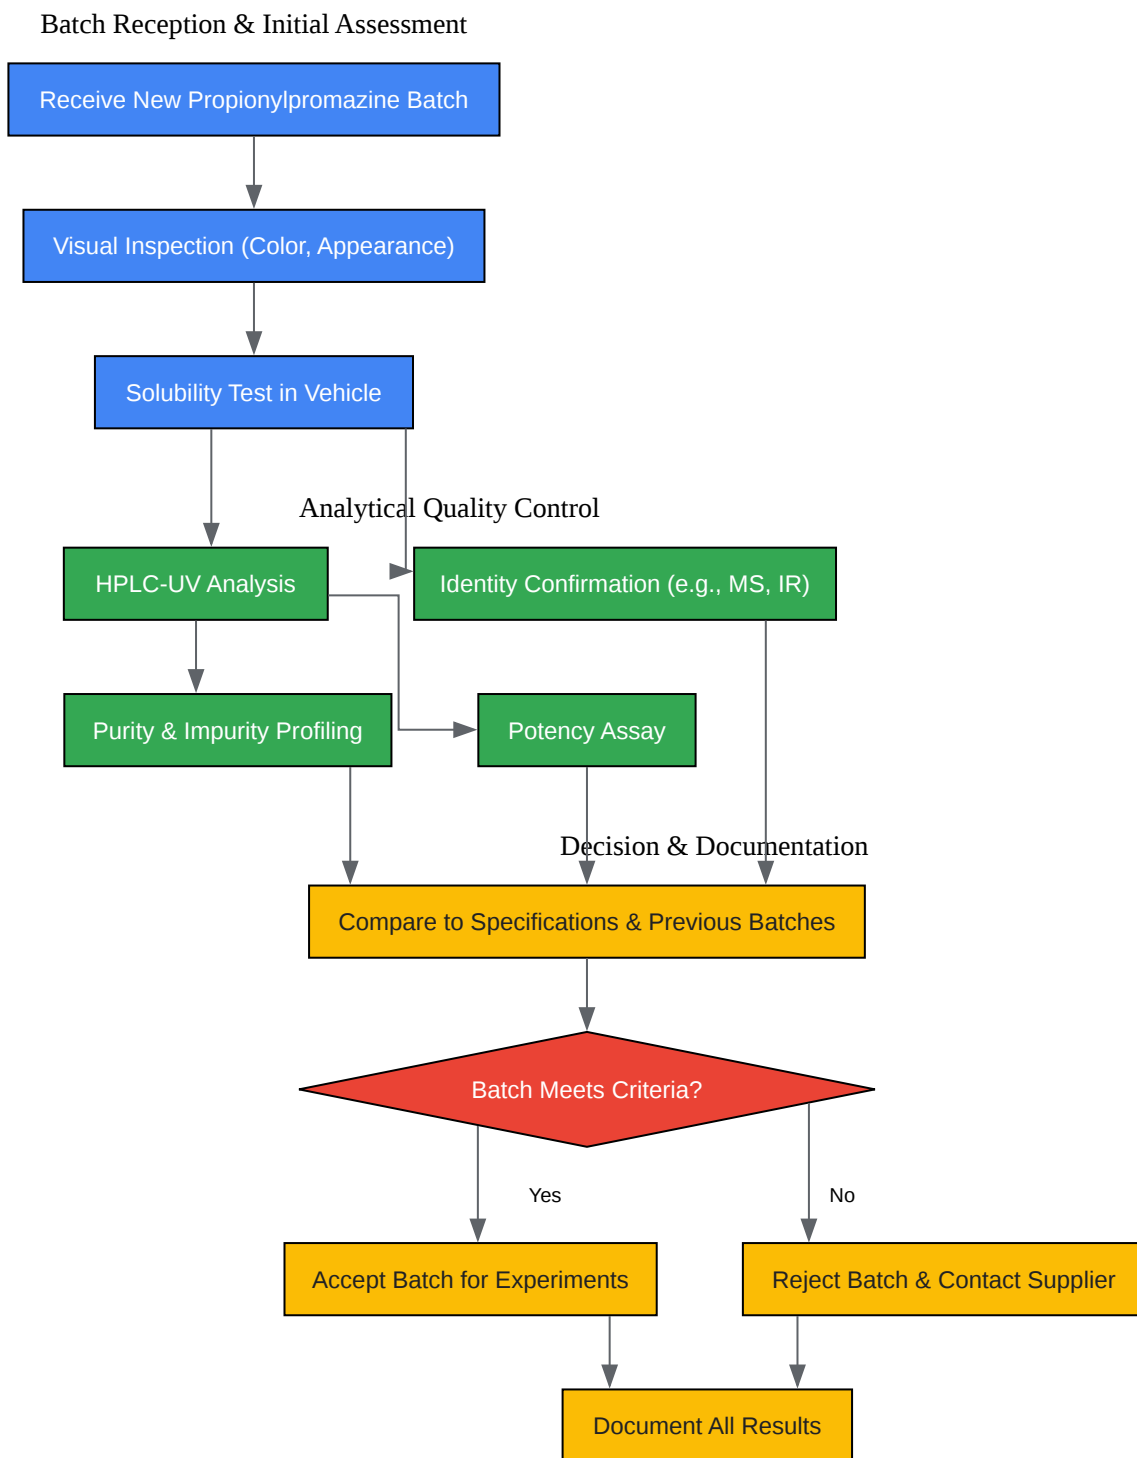 Batch Reception & Initial Assessment
Receive New Propionylpromazine Batch
Visual Inspection (Color, Appearance)
Solubility Test in Vehicle
Analytical Quality Control
HPLC-UV Analysis
Identity Confirmation (e.g., MS, IR)
Purity & Impurity Profiling
Potency Assay
Decision & Documentation
Compare to Specifications & Previous Batches
Batch Meets Criteria?
Yes
No
Accept Batch for Experiments
Reject Batch & Contact Supplier
Document All Results